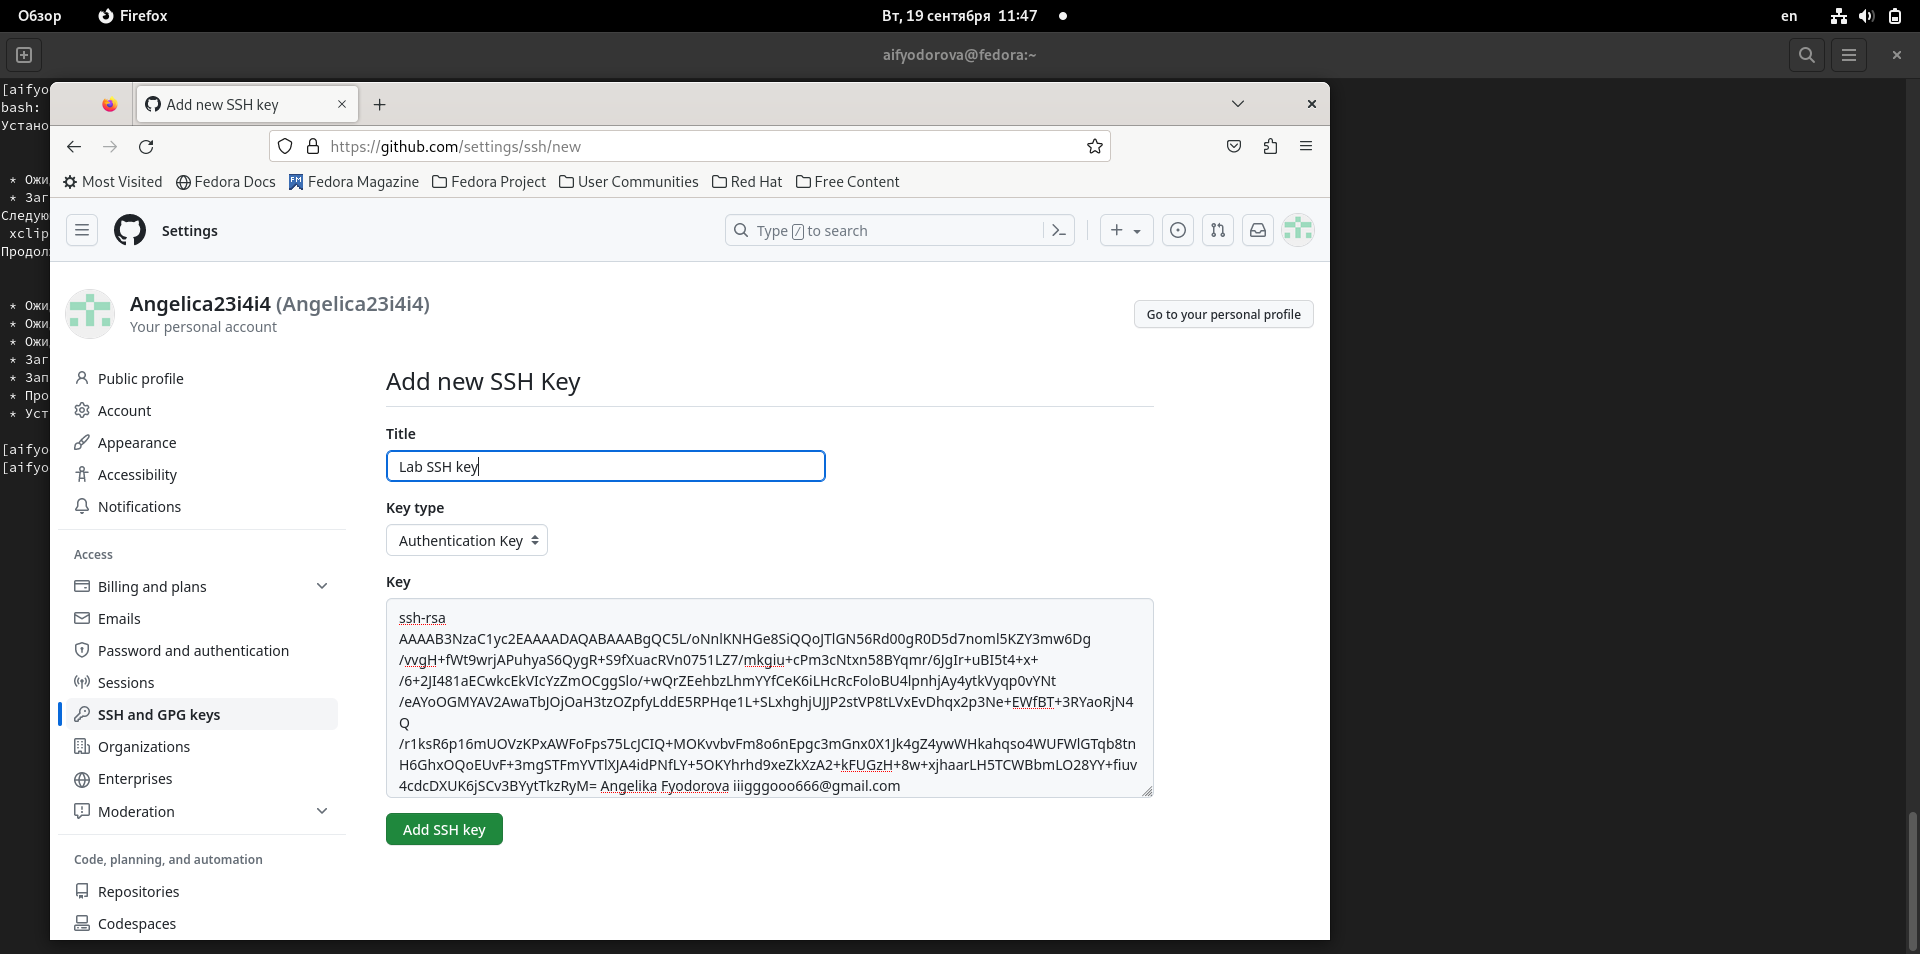 Обзор
Firefox
Вт, 19 сентября 11:47
en
aifyodorova@fedora:~
[aifyo
bash:
Устано
* Ожи
* Заг
Следую
xclip
Продол
* Ожи
* Ожи
* Ожи
* Заг
* Зап
* Про
* Уст
[aifyo
[aifyo
Add new SSH key
https://github.com/settings/ssh/new
Most Visited
Fedora Docs
Fedora Magazine
Fedora Project
User Communities
Red Hat
Free Content
Settings
Type / to search
Angelica23i4i4 (Angelica23i4i4)
Your personal account
Go to your personal profile
Public profile
Account
Appearance
Accessibility
Notifications
Access
Billing and plans
Emails
Password and authentication
Sessions
SSH and GPG keys
Organizations
Enterprises
Moderation
Code, planning, and automation
Repositories
Codespaces
Add new SSH Key
Title
Lab SSH key
Key type
Authentication Key
Key
ssh-rsa
AAAAB3NzaC1yc2EAAAADAQABAAABgQC5L/oNnlKNHGe8SiQQoJTlGN56Rd00gR0D5d7noml5KZY3mw6Dg
/vvgH+fWt9wrjAPuhyaS6QygR+S9fXuacRVn0751LZ7/mkgiu+cPm3cNtxn58BYqmr/6JgIr+uBI5t4+x+
/6+2JI481aECwkcEkVIcYzZmOCggSlo/+wQrZEehbzLhmYYfCeK6iLHcRcFoloBU4lpnhjAy4ytkVyqp0vYNt
/eAYoOGMYAV2AwaTbJOjOaH3tzOZpfyLddE5RPHqe1L+SLxhghjUJJP2stVP8tLVxEvDhqx2p3Ne+EWfBT+3RYaoRjN4
Q
/r1ksR6p16mUOVzKPxAWFoFps75LcJCIQ+MOKvvbvFm8o6nEpgc3mGnx0X1Jk4gZ4ywWHkahqso4WUFWlGTqb8tn
H6GhxOQoEUvF+3mgSTFmYVTlXJA4idPNfLY+5OKYhrhd9xeZkXzA2+kFUGzH+8w+xjhaarLH5TCWBbmLO28YY+fiuv
4cdcDXUK6jSCv3BYytTkzRyM= Angelika Fyodorova iiigggooo666@gmail.com
Add SSH key